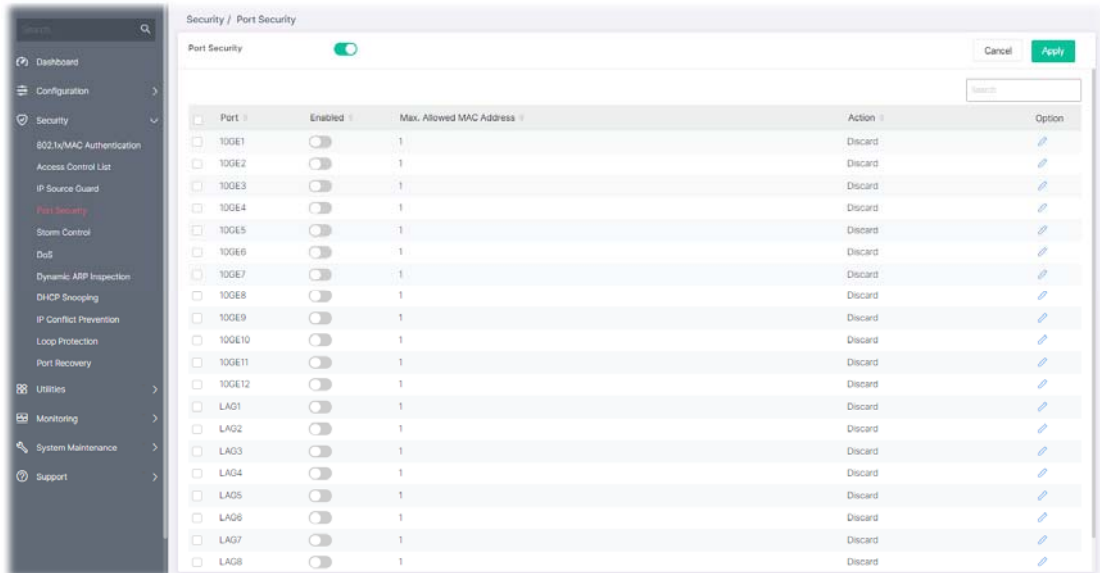 Search
Dashboard
Configuration
Security
802.1x/MAC Authentication
Access Control List
IP Source Guard
Port Security
Storm Control
DoS
Dynamic ARP Inspection
DHCP Snooping
IP Conflict Prevention
Loop Protection
Port Recovery
Utilities
Monitoring
System Maintenance
Support
Security / Port Security
Port Security
Cancel Apply
Search
Port Enabled Max. Allowed MAC Address Action Option
10GE1 1 Discard
10GE2 1 Discard
10GE3 1 Discard
10GE4 1 Discard
10GE5 1 Discard
10GE6 1 Discard
10GE7 1 Discard
10GE8 1 Discard
10GE9 1 Discard
10GE10 1 Discard
10GE11 1 Discard
10GE12 1 Discard
LAG1 1 Discard
LAG2 1 Discard
LAG3 1 Discard
LAG4 1 Discard
LAG5 1 Discard
LAG6 1 Discard
LAG7 1 Discard
LAG8 1 Discard